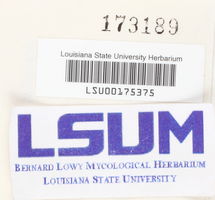 173189
Louisiana State University Herbarium
LSU00175375
LSUM
BERNARD LOWY MYCOLOGICAL HERBARIUM
LOUISIANA STATE UNIVERSITY